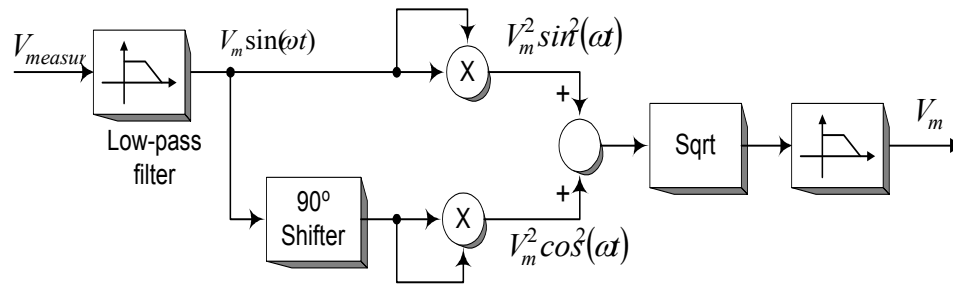 V_measur
Low-pass
filter
V_m sin(ωt)
X
V_m^2 sin^2(ωt)
+
+
Sqrt
V_m
90º
Shifter
X
V_m^2 cos^2(ωt)